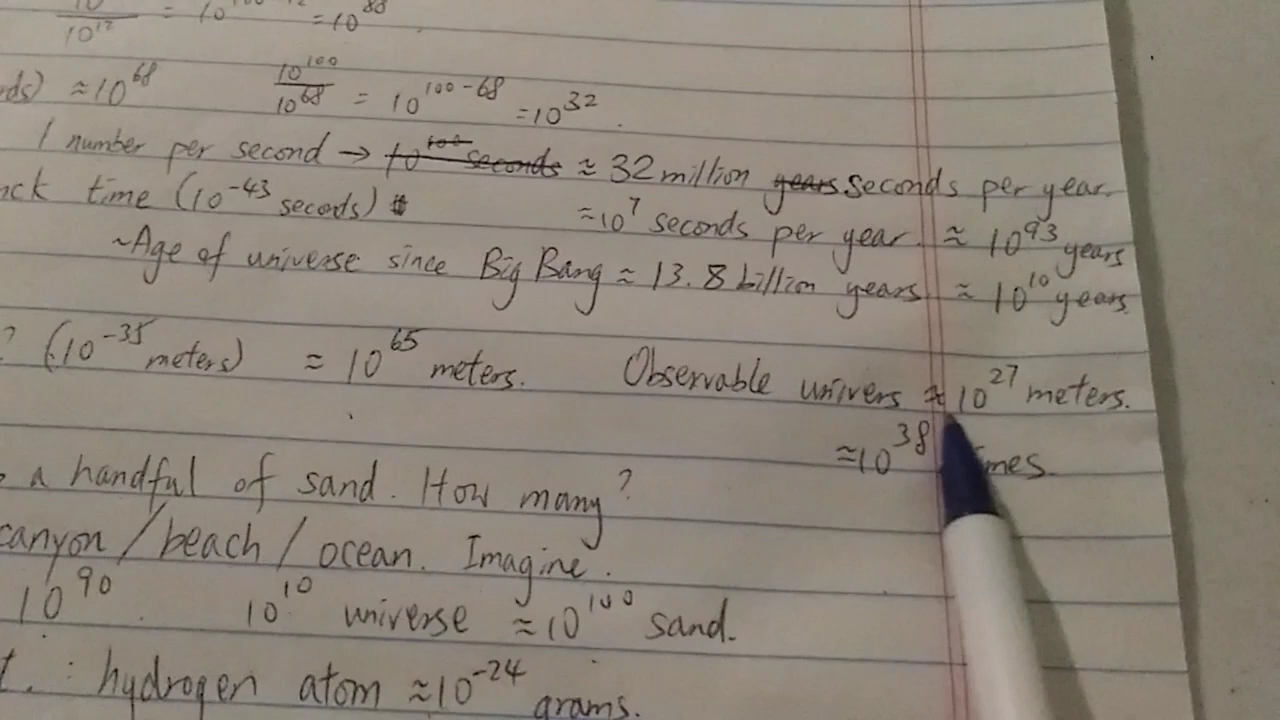 10^12 = 10 = 10^88
ds) ≈10^68 10^100/10^68 = 10^100-68 =10^32.
1 number per second → 10^100 seconds ≈ 32 million years seconds per year.
ck time (10^-43 seconds) ≈10^7 seconds per year. ≈ 10^93 years
~Age of universe since Big Bang ≈ 13.8 billion years ≈ 10^10 years.
? (10^-35 meters) ≈ 10^65 meters. Observable univers ≈ 10^27 meters.
≈10^38 mes.
a handful of sand. How many?
canyon/beach/ocean. Imagine.
10^90. 10^10 universe ≈10^100 sand.
t. : hydrogen atom ≈10^-24 grams.